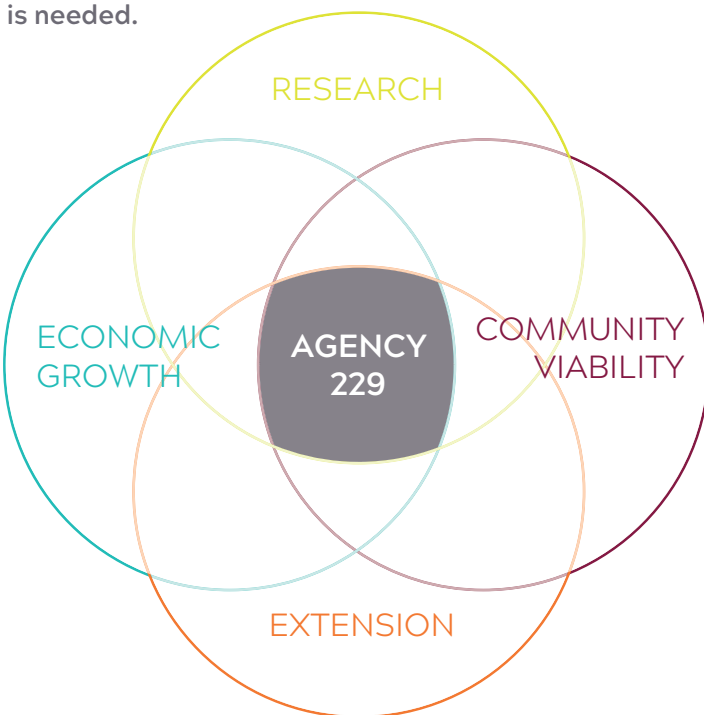 is needed.
RESEARCH
ECONOMIC
GROWTH
AGENCY
229
COMMUNITY
VIABILITY
EXTENSION